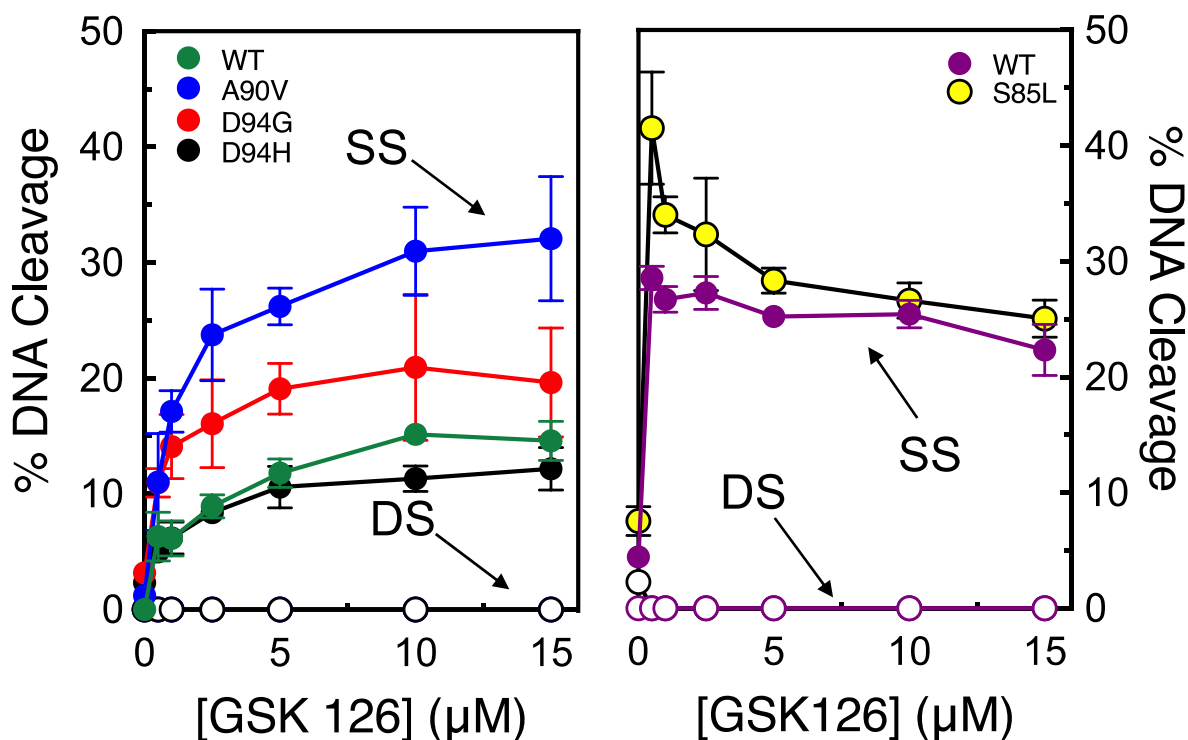 % DNA Cleavage
50
40
30
20
10
0
WT
A90V
D94G
D94H
SS
DS
0
5
10
15
[GSK 126] (μM)
WT
S85L
SS
DS
50
40
30
20
10
0
% DNA Cleavage
0
5
10
15
[GSK126] (μM)